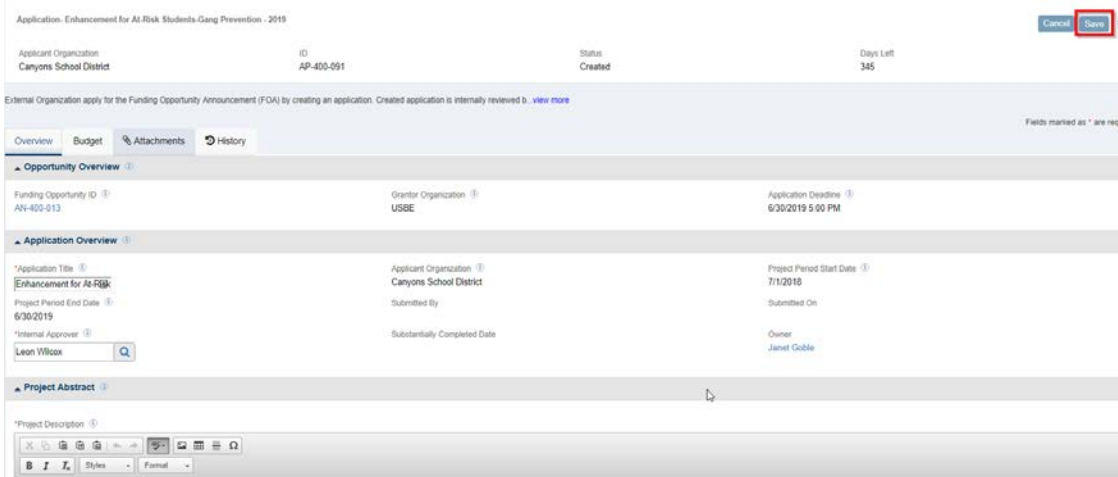 Application- Enhancement for At-Risk Students-Gang Prevention - 2019
Cancel Save
Applicant Organization ID Status Days Left
Canyons School District AP-400-091 Created 345
External Organization apply for the Funding Opportunity Announcement (FOA) by creating an application. Created application is internally reviewed b...view more
Fields marked as * are req
Overview Budget Attachments History
Opportunity Overview
Funding Opportunity ID Grantor Organization Application Deadline
AN-400-013 USBE 6/30/2019 5:00 PM
Application Overview
*Application Title Applicant Organization Project Period Start Date
Enhancement for At-Risk Canyons School District 7/1/2018
Project Period End Date Submitted By Submitted On
6/30/2019
*Internal Approver Substantially Completed Date Owner
Leon Wilcox Janet Goble
Project Abstract
*Project Description
B I Tx Styles Format